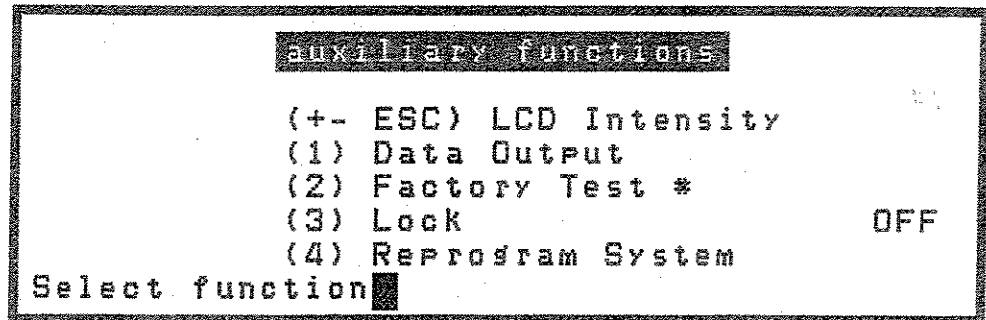 auxiliary functions
(+- ESC) LCD Intensity
(1) Data Output
(2) Factory Test *
(3) Lock OFF
(4) Reprogram System
Select function